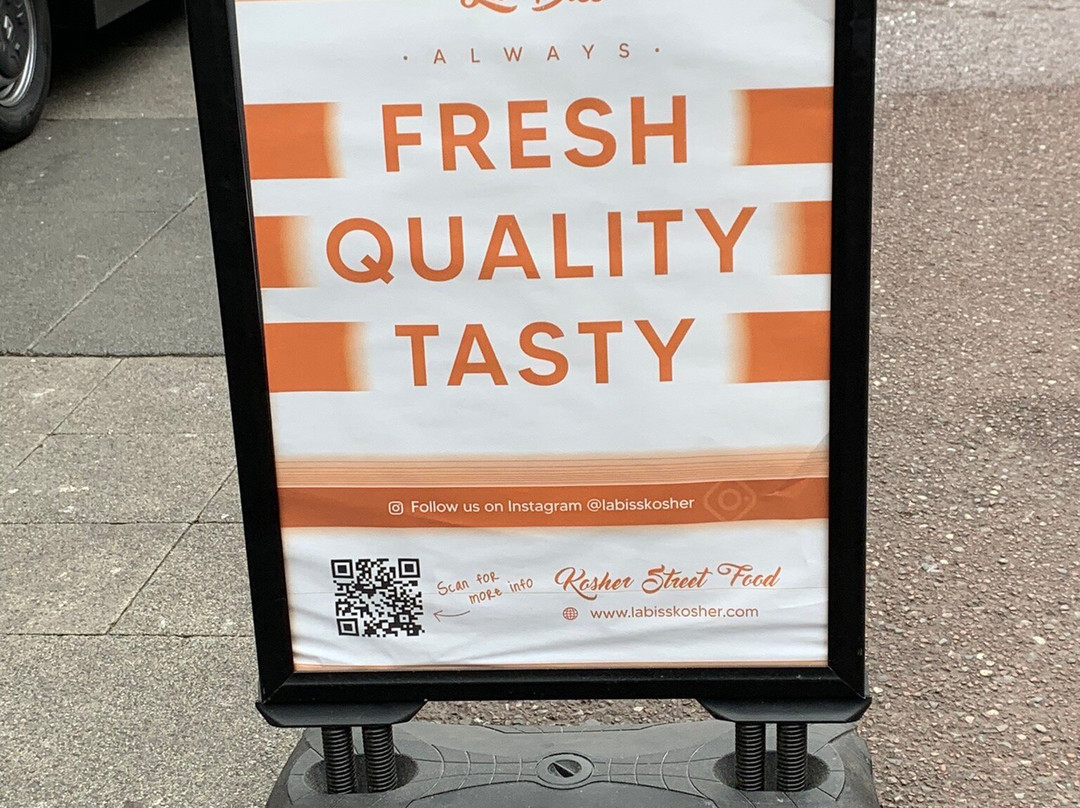 · ALWAYS ·
FRESH
QUALITY
TASTY
Follow us on Instagram @labisskosher
Scan for
more info
Kosher Street Food
www.labisskosher.com